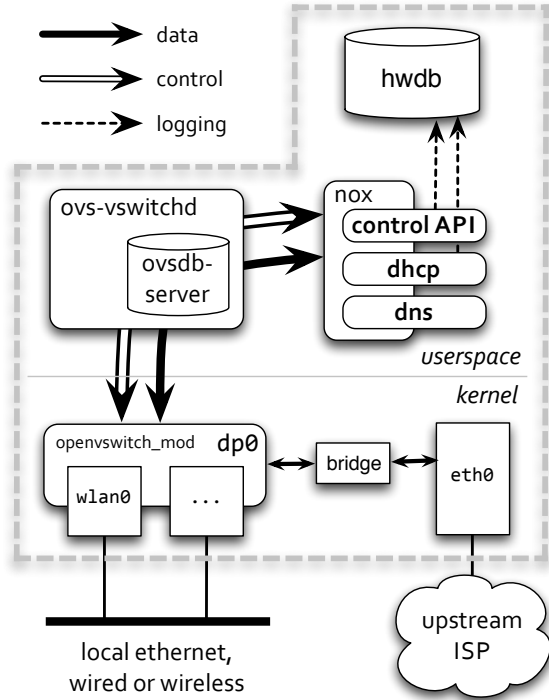 data
control
logging
hwdb
ovs-vswitchd
ovsdb-
server
nox
control API
dhcp
dns
userspace
kernel
openvswitch_mod
dp0
wlan0
...
bridge
eth0
local ethernet,
wired or wireless
upstream
ISP